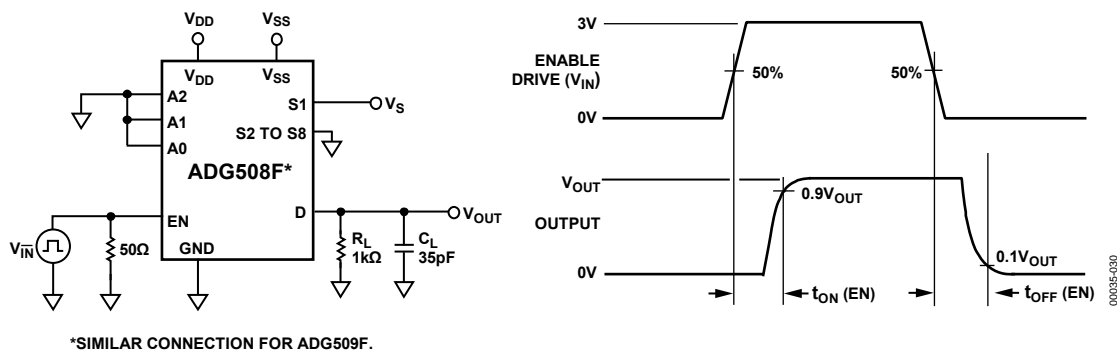 VDD
VSS
VDD
VSS
A2
A1
A0
S1
VS
S2 TO S8
ADG508F*
EN
D
VOUT
VIN
50Ω
GND
RL
1kΩ
CL
35pF
*SIMILAR CONNECTION FOR ADG509F.
3V
ENABLE
DRIVE (VIN)
50%
50%
0V
VOUT
0.9VOUT
OUTPUT
0V
0.1VOUT
tON (EN)
tOFF (EN)
00035-030